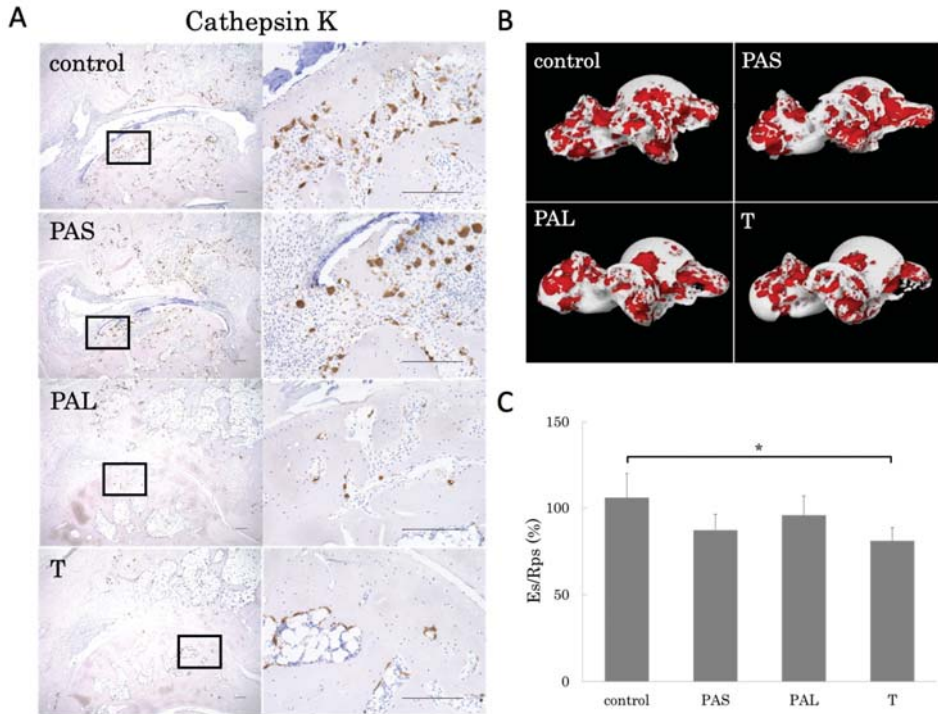 A
Cathepsin K
control
PAS
PAL
T
B
control
PAS
PAL
T
C
150
100
50
0
Es/Rps (%)
*
control
PAS
PAL
T